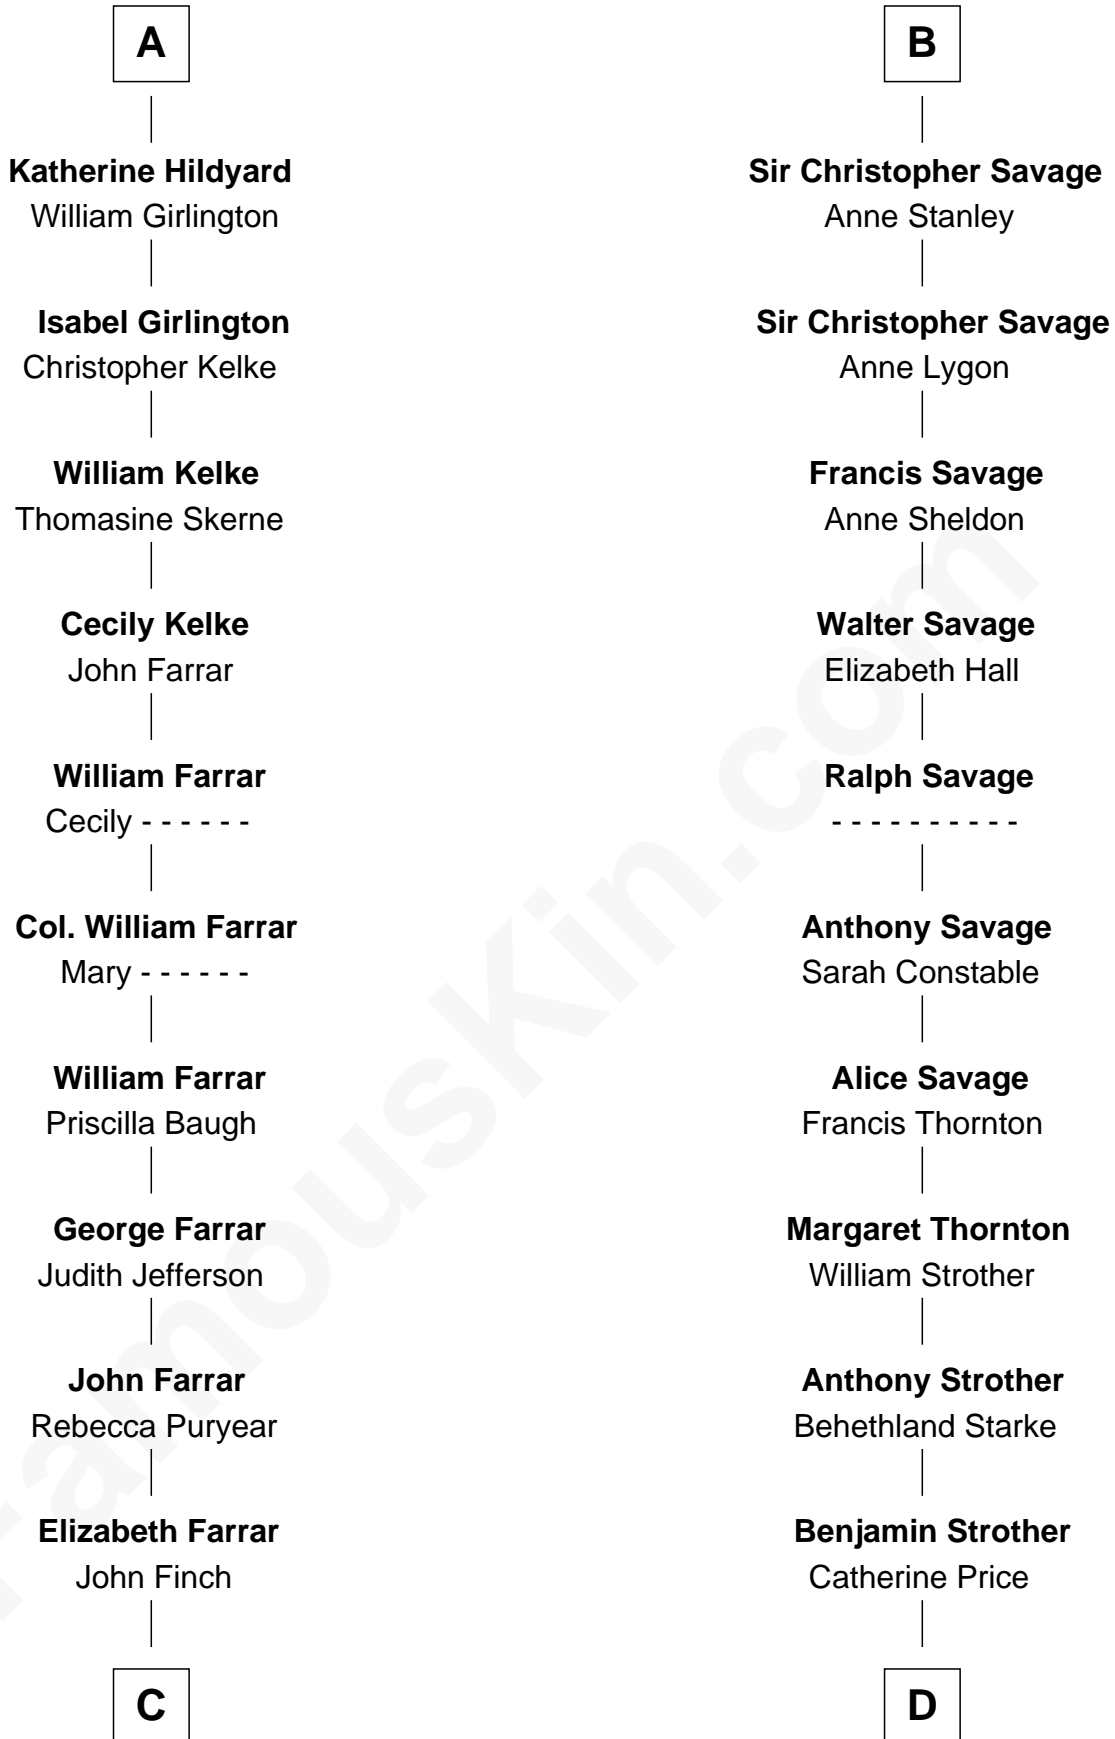 A
Katherine Hildyard
William Girlington
Isabel Girlington
Christopher Kelke
William Kelke
Thomasine Skerne
Cecily Kelke
John Farrar
William Farrar
Cecily - - - - - -
Col. William Farrar
Mary - - - - - -
William Farrar
Priscilla Baugh
George Farrar
Judith Jefferson
John Farrar
Rebecca Puryear
Elizabeth Farrar
John Finch
C
B
Sir Christopher Savage
Anne Stanley
Sir Christopher Savage
Anne Lygon
Francis Savage
Anne Sheldon
Walter Savage
Elizabeth Hall
Ralph Savage
- - - - - - - - - -
Anthony Savage
Sarah Constable
Alice Savage
Francis Thornton
Margaret Thornton
William Strother
Anthony Strother
Behethland Starke
Benjamin Strother
Catherine Price
D
FamousKin.com